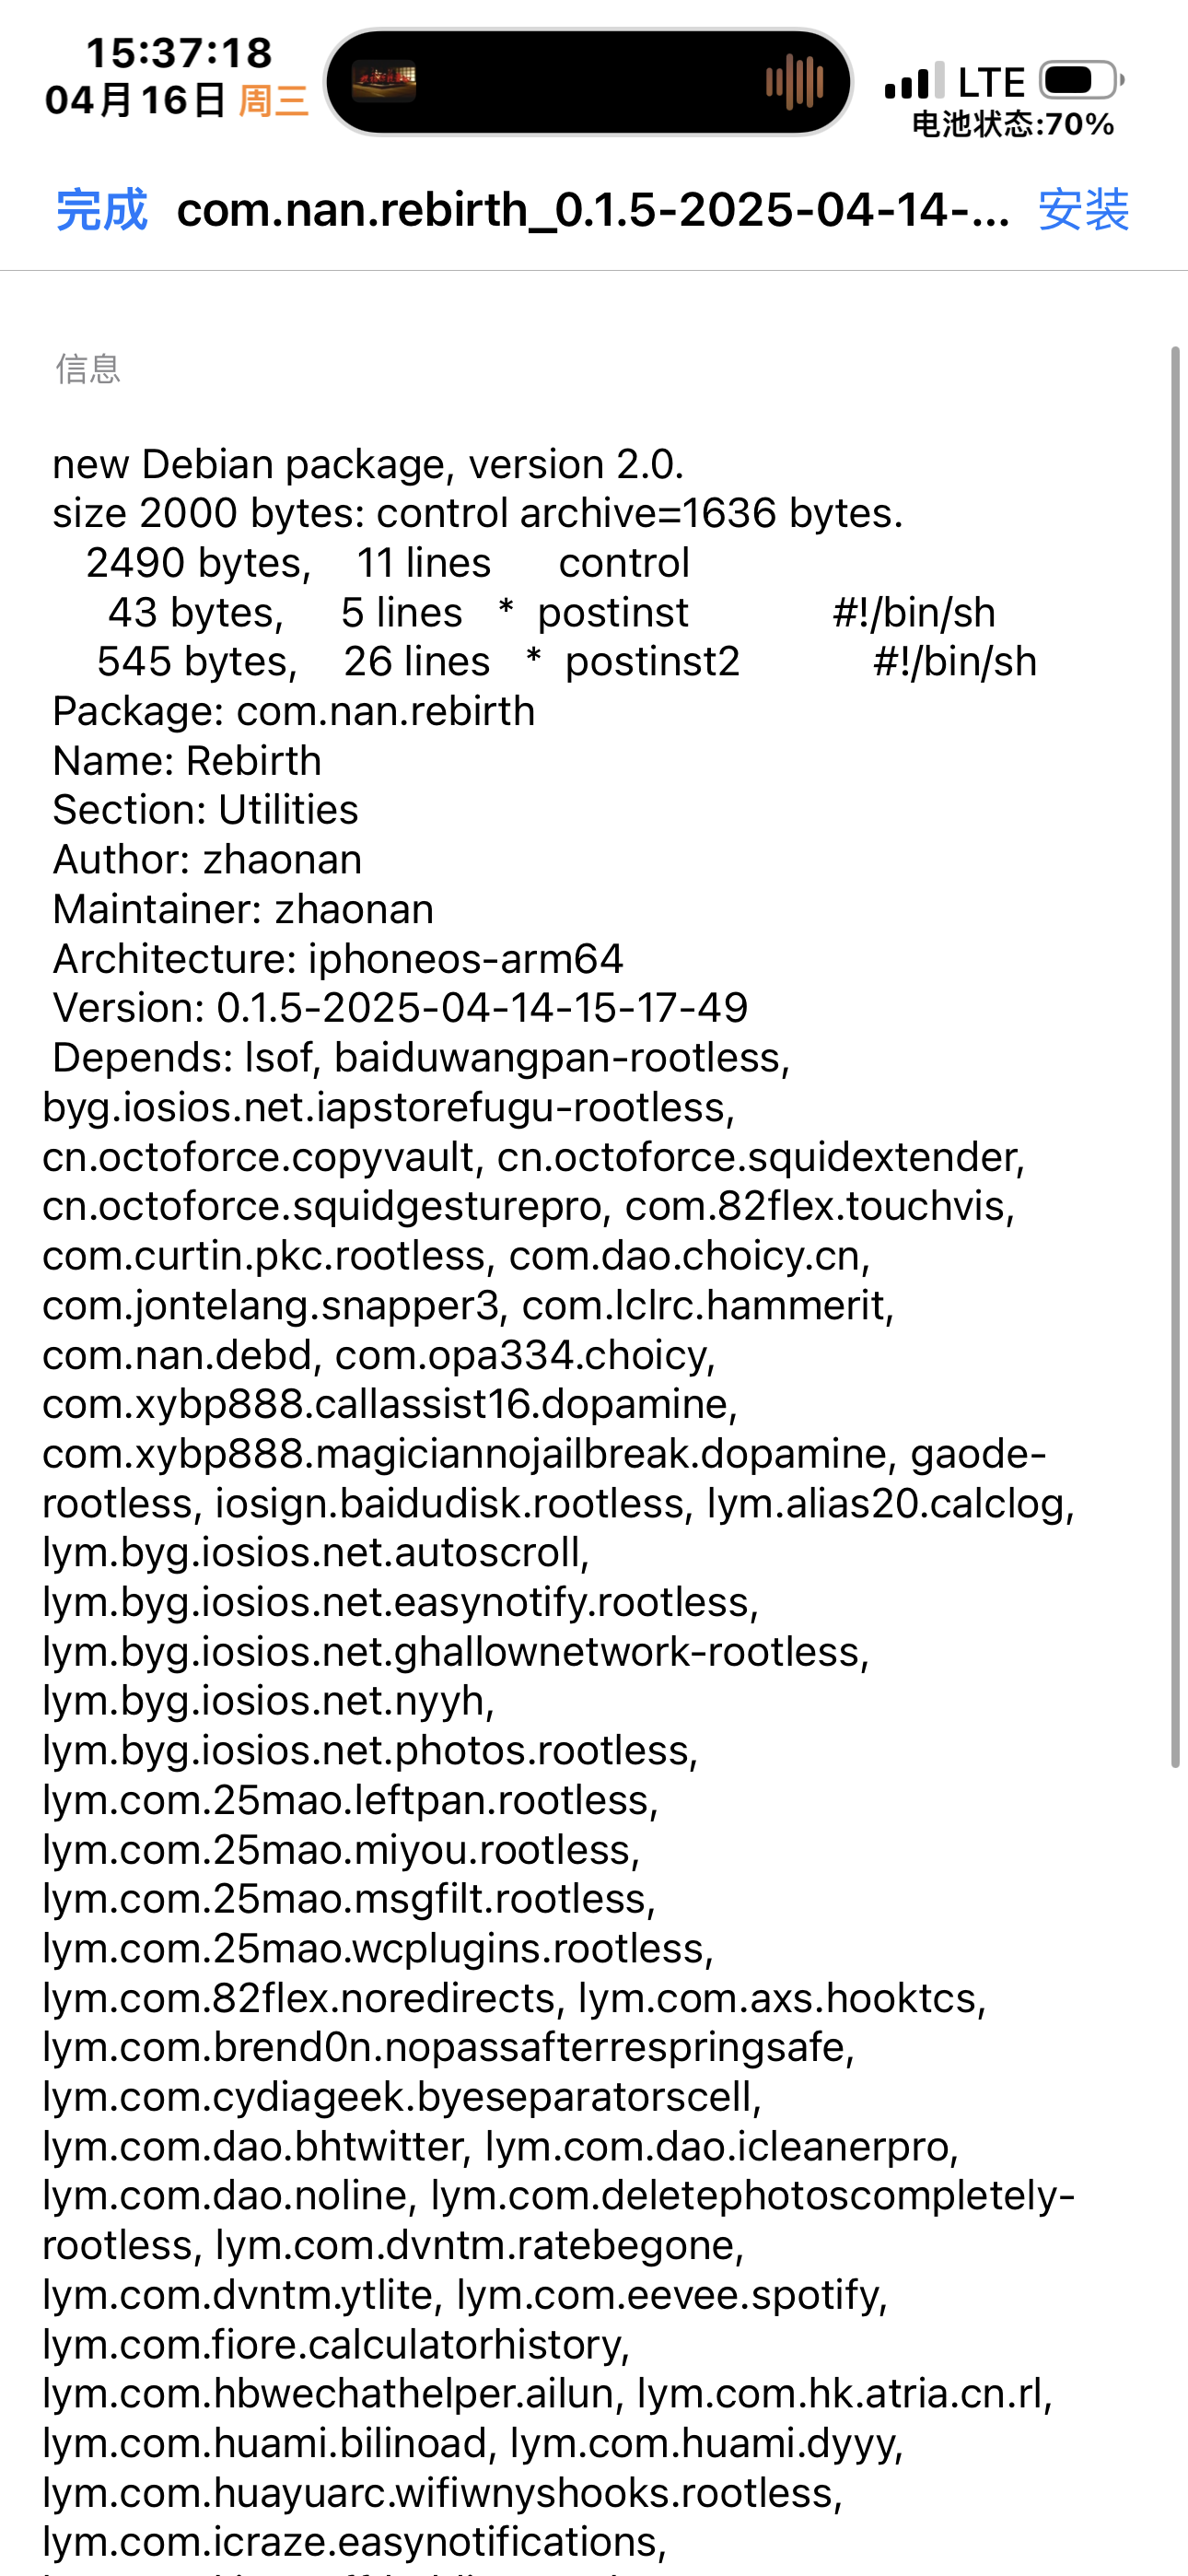 15:37:18
04月16日 周三
LTE
电池状态:70%
完成 com.nan.rebirth_0.1.5-2025-04-14-... 安装
信息
new Debian package, version 2.0.
size 2000 bytes: control archive=1636 bytes.
2490 bytes, 11 lines control
43 bytes, 5 lines * postinst #!/bin/sh
545 bytes, 26 lines * postinst2 #!/bin/sh
Package: com.nan.rebirth
Name: Rebirth
Section: Utilities
Author: zhaonan
Maintainer: zhaonan
Architecture: iphoneos-arm64
Version: 0.1.5-2025-04-14-15-17-49
Depends: lsof, baiduwangpan-rootless,
byg.iosios.net.iapstorefugu-rootless,
cn.octoforce.copyvault, cn.octoforce.squidextender,
cn.octoforce.squidgesturepro, com.82flex.touchvis,
com.curtin.pkc.rootless, com.dao.choicy.cn,
com.jontelang.snapper3, com.lclrc.hammerit,
com.nan.debd, com.opa334.choicy,
com.xybp888.callassist16.dopamine,
com.xybp888.magiciannojailbreak.dopamine, gaode-
rootless, iosign.baidudisk.rootless, lym.alias20.calclog,
lym.byg.iosios.net.autoscroll,
lym.byg.iosios.net.easynotify.rootless,
lym.byg.iosios.net.ghallownetwork-rootless,
lym.byg.iosios.net.nyyh,
lym.byg.iosios.net.photos.rootless,
lym.com.25mao.leftpan.rootless,
lym.com.25mao.miyou.rootless,
lym.com.25mao.msgfilt.rootless,
lym.com.25mao.wcplugins.rootless,
lym.com.82flex.noredirects, lym.com.axs.hooktcs,
lym.com.brend0n.nopassafterrespringsafe,
lym.com.cydiageek.byeseparatorscell,
lym.com.dao.bhtwitter, lym.com.dao.icleanerpro,
lym.com.dao.noline, lym.com.deletephotoscompletely-
rootless, lym.com.dvntm.ratebegone,
lym.com.dvntm.ytlite, lym.com.eevee.spotify,
lym.com.fiore.calculatorhistory,
lym.com.hbwechathelper.ailun, lym.com.hk.atria.cn.rl,
lym.com.huami.bilinoad, lym.com.huami.dyyy,
lym.com.huayuarc.wifiwnyshooks.rootless,
lym.com.icraze.easynotifications,